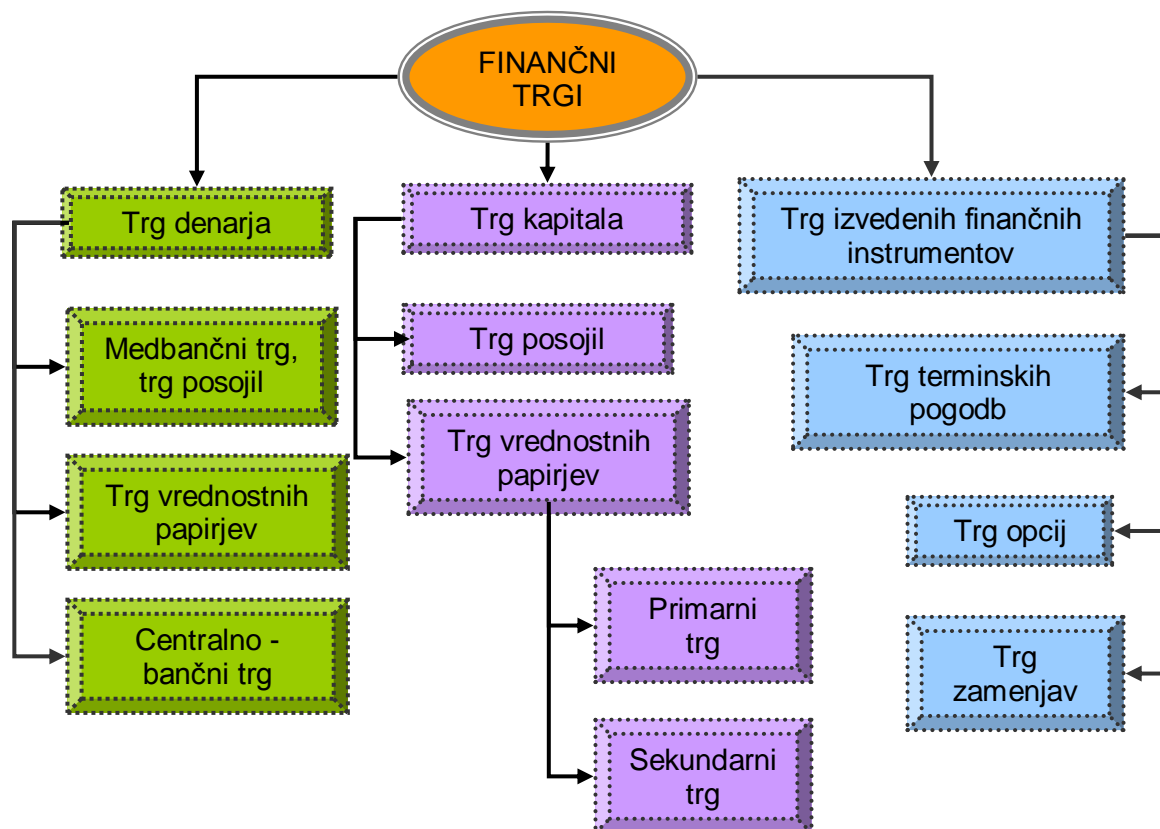 FINANČNI
TRGI
Trg denarja
Medbančni trg,
trg posojil
Trg vrednostnih
papirjev
Centralno -
bančni trg
Trg kapitala
Trg posojil
Trg vrednostnih
papirjev
Primarni
trg
Sekundarni
trg
Trg izvedenih finančnih
instrumentov
Trg terminskih
pogodb
Trg opcij
Trg
zamenjav